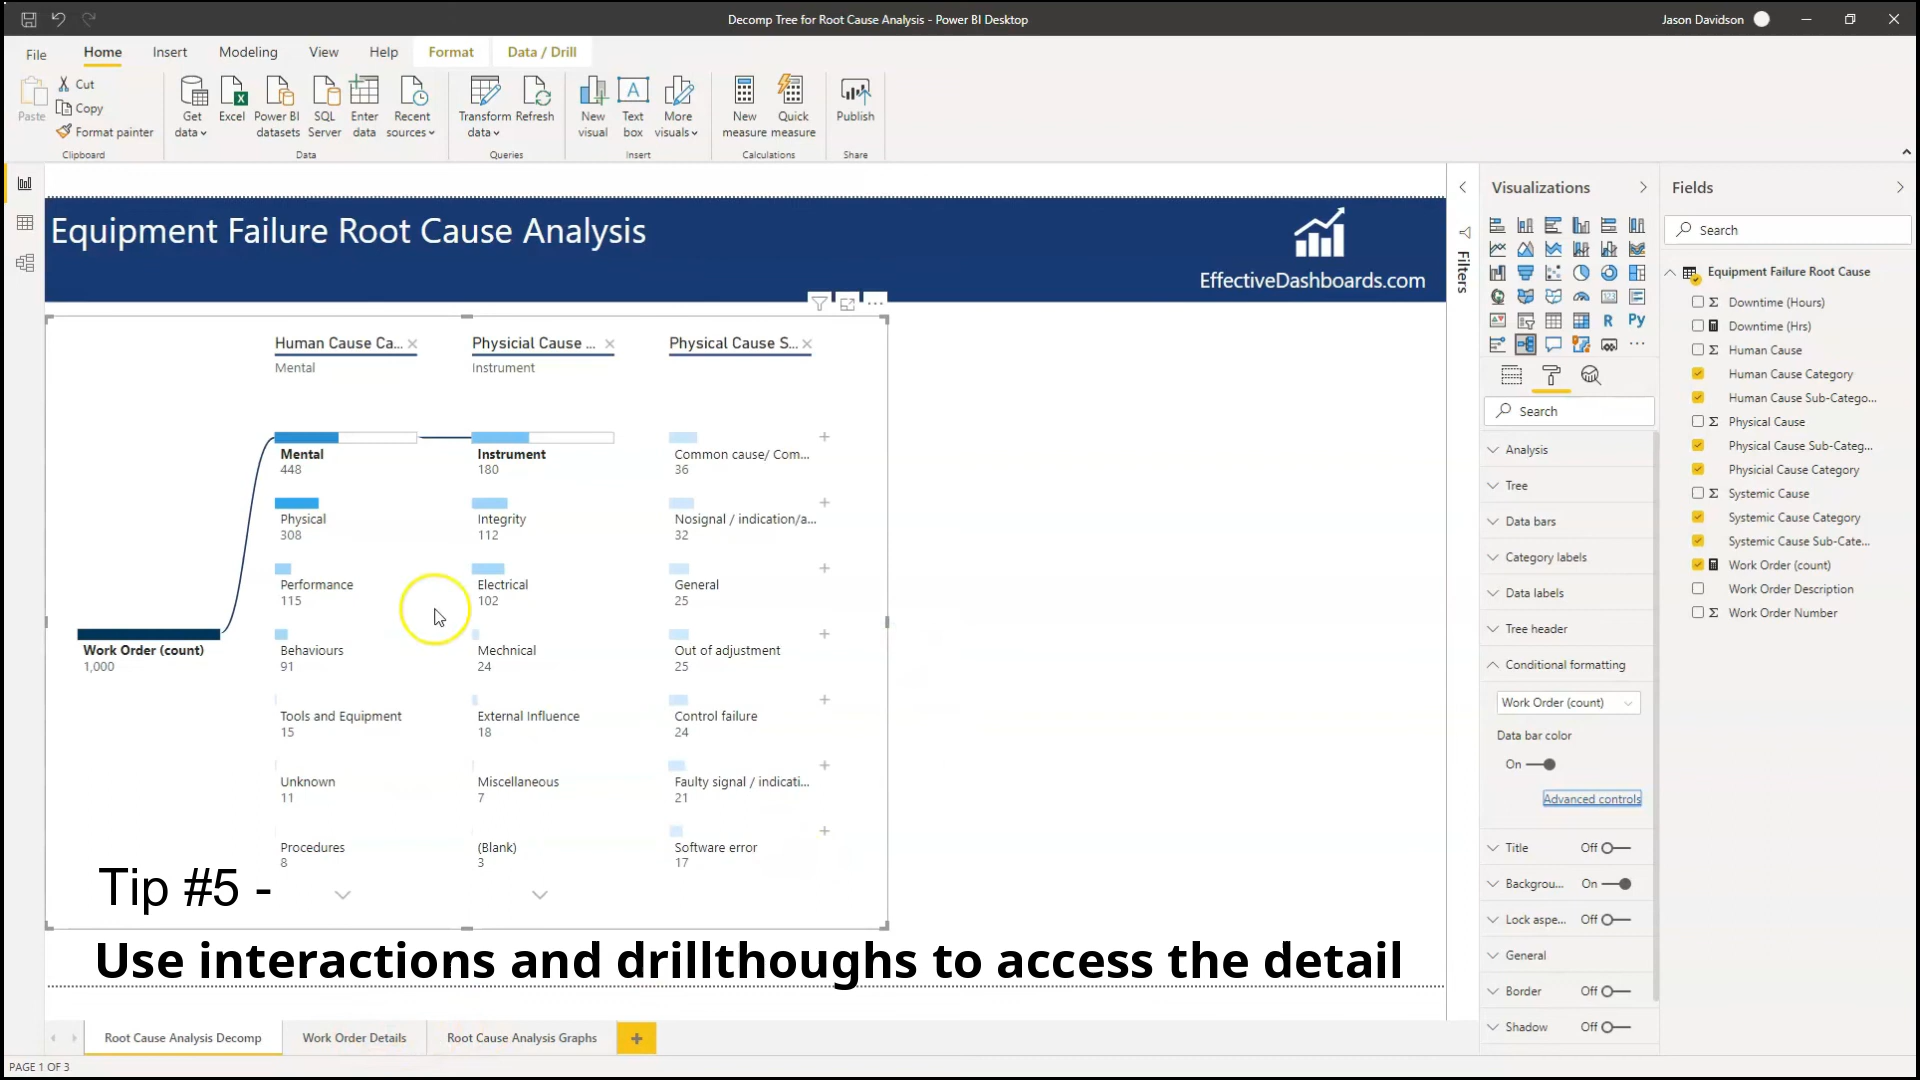 Decomp Tree for Root Cause Analysis - Power BI Desktop
Jason Davidson
File
Home
Insert
Modeling
View
Help
Format
Data / Drill
Paste
Cut
Copy
Format painter
Clipboard
Get data
Excel
Power BI datasets
SQL Server
Enter data
Recent sources
Data
Transform data
Refresh
Queries
New visual
Text box
More visuals
Insert
New measure
Quick measure
Calculations
Publish
Share
Equipment Failure Root Cause Analysis
EffectiveDashboards.com
Human Cause Ca...
Mental
Physicial Cause ...
Instrument
Physical Cause S...
Work Order (count)
1,000
Mental
448
Physical
308
Performance
115
Behaviours
91
Tools and Equipment
15
Unknown
11
Procedures
8
Instrument
180
Integrity
112
Electrical
102
Mechnical
24
External Influence
18
Miscellaneous
7
(Blank)
3
Common cause/ Com...
36
Nosignal / indication/a...
32
General
25
Out of adjustment
25
Control failure
24
Faulty signal / indicati...
21
Software error
17
Tip #5 -
Use interactions and drillthoughs to access the detail
Root Cause Analysis Decomp
Work Order Details
Root Cause Analysis Graphs
PAGE 1 OF 3
Filters
Visualizations
R
Py
Search
Analysis
Tree
Data bars
Category labels
Data labels
Tree header
Conditional formatting
Work Order (count)
Data bar color
On
Advanced controls
Title Off
Backgrou... On
Lock aspe... Off
General
Border Off
Shadow Off
Fields
Search
Equipment Failure Root Cause
Downtime (Hours)
Downtime (Hrs)
Human Cause
Human Cause Category
Human Cause Sub-Catego...
Physical Cause
Physical Cause Sub-Categ...
Physicial Cause Category
Systemic Cause
Systemic Cause Category
Systemic Cause Sub-Cate...
Work Order (count)
Work Order Description
Work Order Number